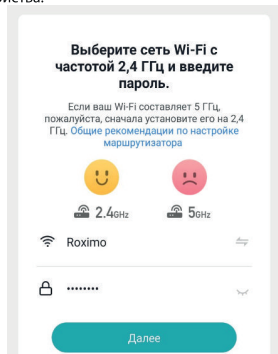 Выберите сеть Wi-Fi с
частотой 2,4 ГГц и введите
пароль.
Если ваш Wi-Fi составляет 5 ГГц,
пожалуйста, сначала установите его на 2,4
ГГц. Общие рекомендации по настройке
маршрутизатора
2.4GHz 5GHz
Roximo
········
Далее